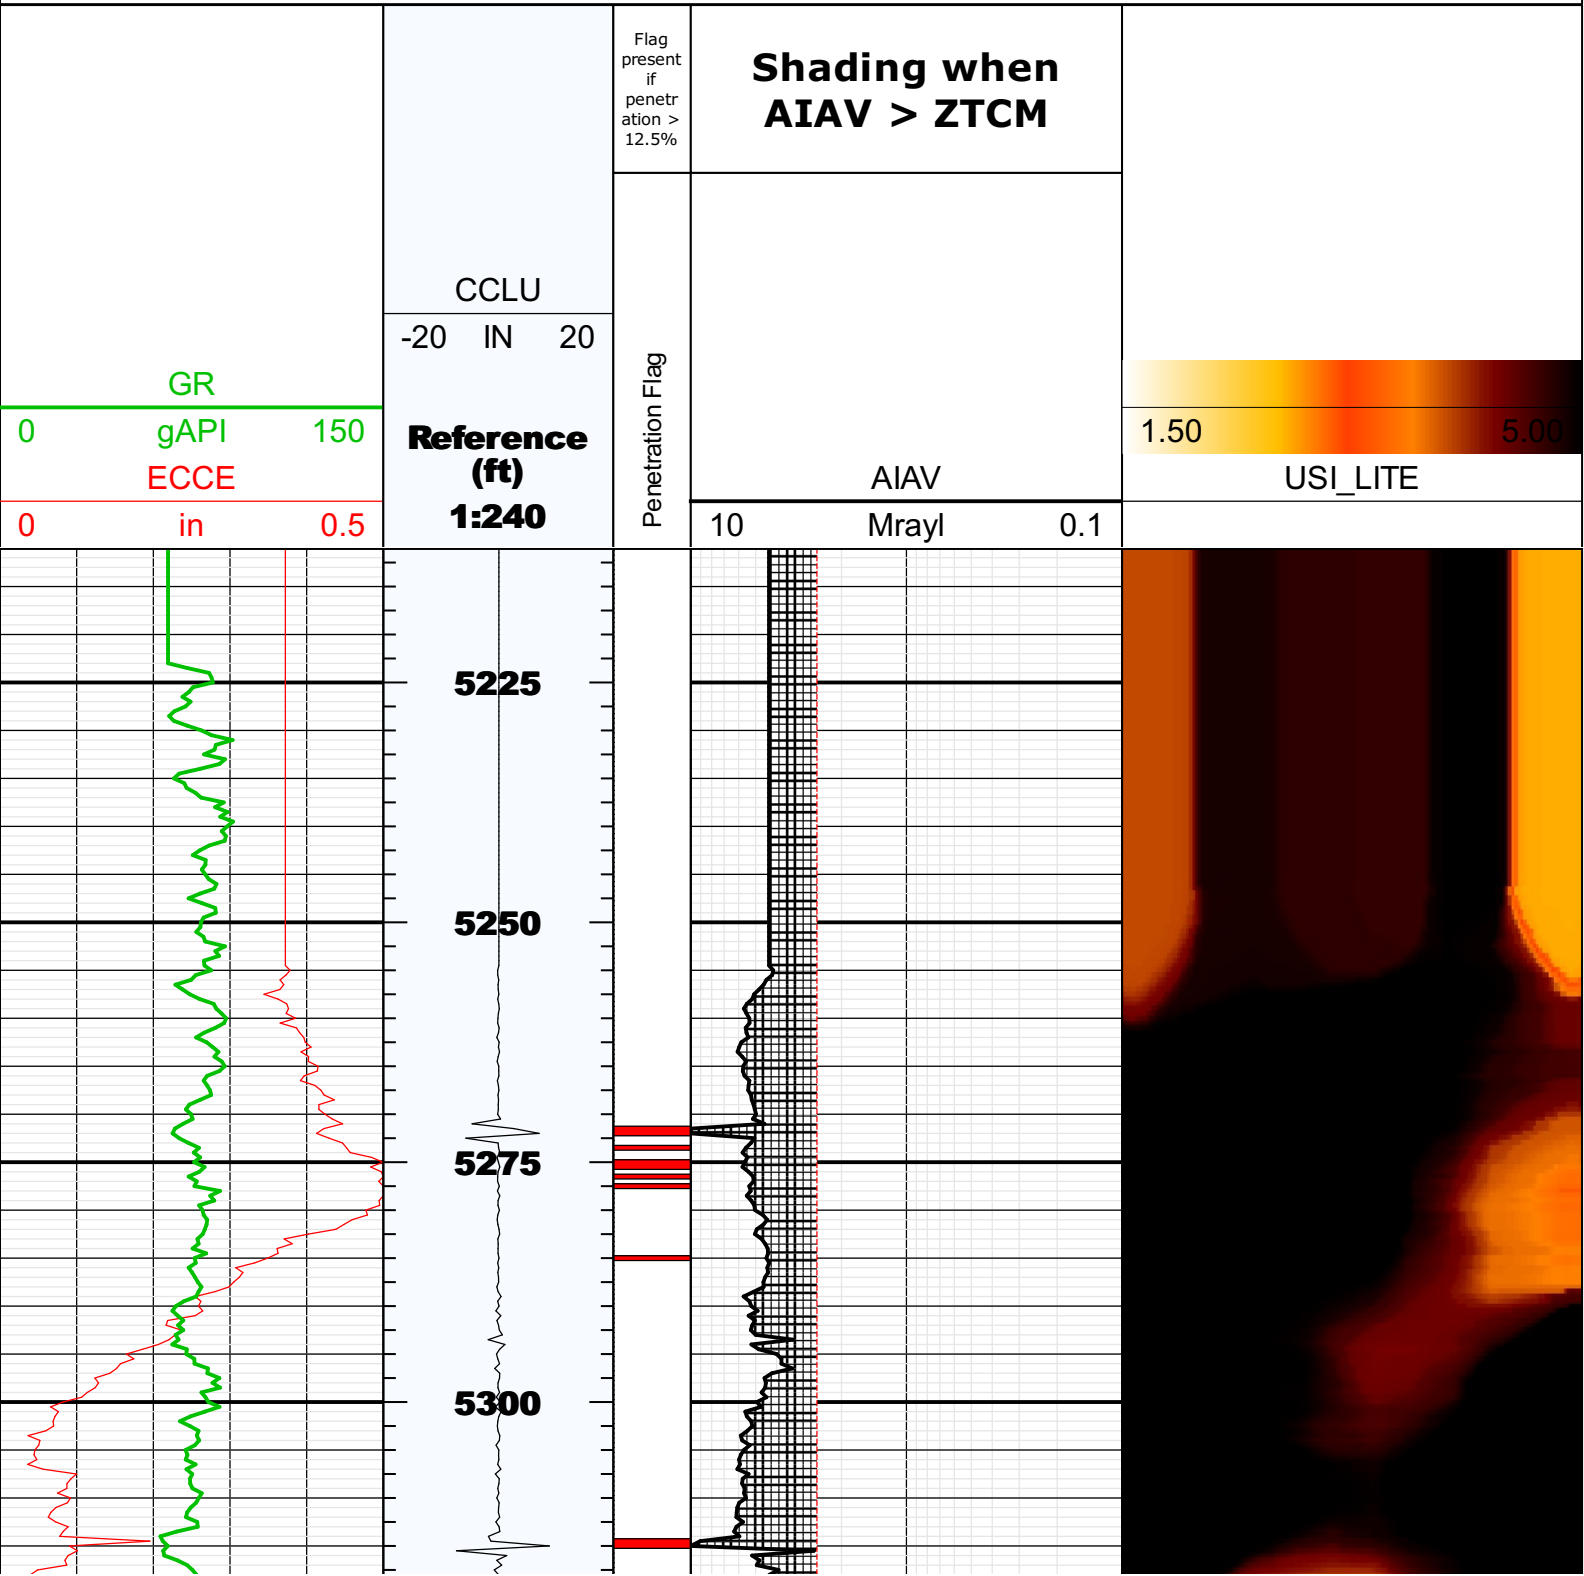 Flag
present
if
penetr
ation >
12.5%
Shading when
AIAV > ZTCM
CCLU
-20 IN 20
GR
0 gAPI 150
ECCE
0 in 0.5
Reference
(ft)
1:240
Penetration Flag
AIAV
10 Mrayl 0.1
1.50 5.00
USI_LITE
5225
5250
5275
5300